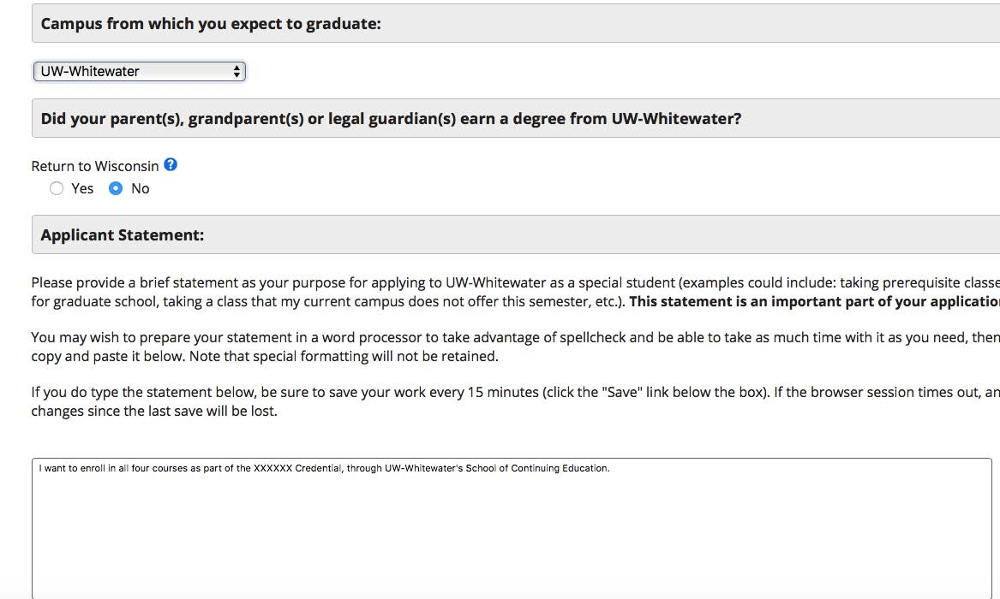 Campus from which you expect to graduate:
UW-Whitewater
Did your parent(s), grandparent(s) or legal guardian(s) earn a degree from UW-Whitewater?
Return to Wisconsin ?
Yes No
Applicant Statement:
Please provide a brief statement as your purpose for applying to UW-Whitewater as a special student (examples could include: taking prerequisite classe
for graduate school, taking a class that my current campus does not offer this semester, etc.). This statement is an important part of your applicatio
You may wish to prepare your statement in a word processor to take advantage of spellcheck and be able to take as much time with it as you need, then
copy and paste it below. Note that special formatting will not be retained.
If you do type the statement below, be sure to save your work every 15 minutes (click the "Save" link below the box). If the browser session times out, an
changes since the last save will be lost.
I want to enroll in all four courses as part of the XXXXXX Credential, through UW-Whitewater's School of Continuing Education.